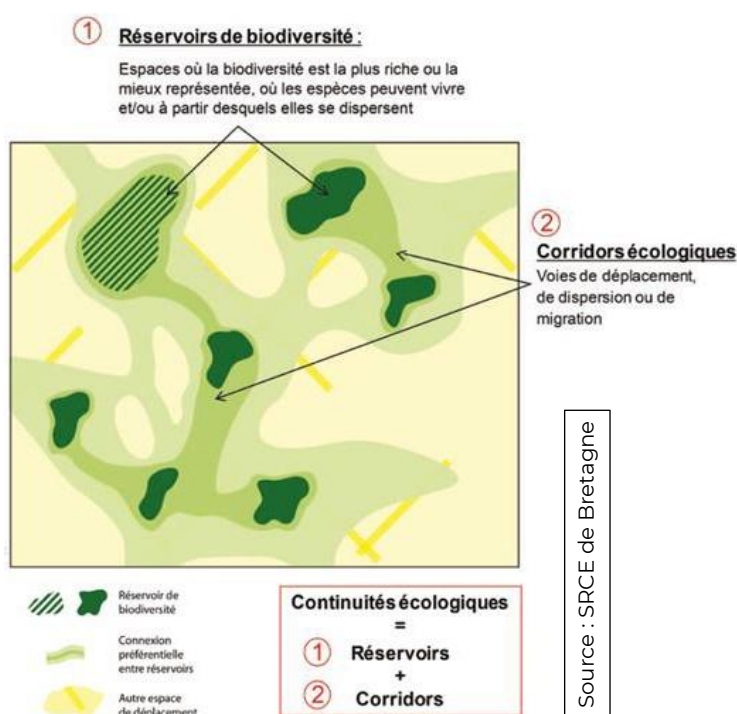 ① Réservoirs de biodiversité :
Espaces où la biodiversité est la plus riche ou la
mieux représentée, où les espèces peuvent vivre
et/ou à partir desquels elles se dispersent
②
Corridors écologiques
Voies de déplacement,
de dispersion ou de
migration
Réservoir de
biodiversité
Connexion
préférentielle
entre réservoirs
Autre espace
de déplacement
Continuités écologiques
=
① Réservoirs
+
② Corridors
Source : SRCE de Bretagne